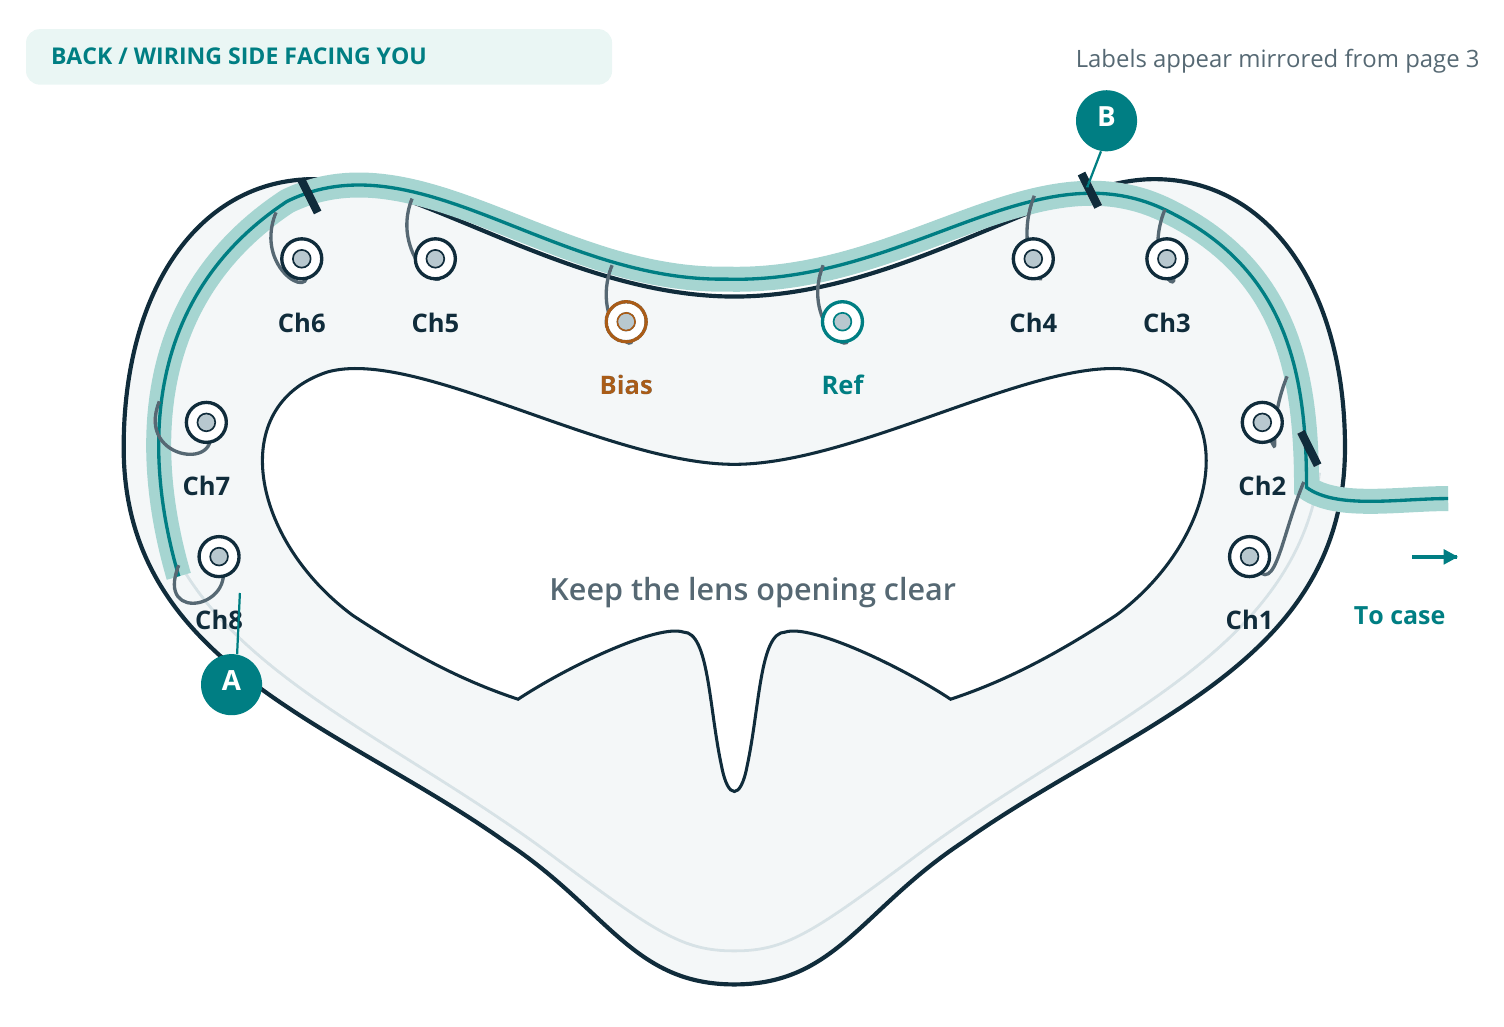 BACK / WIRING SIDE FACING YOU
Labels appear mirrored from page 3
B
Ch6
Ch5
Ch4
Ch3
Bias
Ref
Ch7
Ch2
Keep the lens opening clear
Ch8
Ch1
To case
A